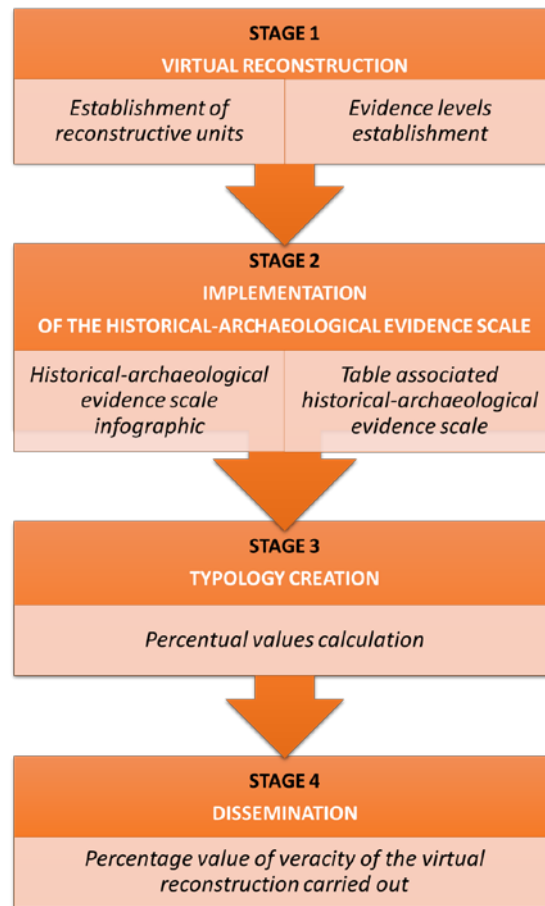 STAGE 1
VIRTUAL RECONSTRUCTION
Establishment of
reconstructive units
Evidence levels
establishment
STAGE 2
IMPLEMENTATION
OF THE HISTORICAL-ARCHAEOLOGICAL EVIDENCE SCALE
Historical-archaeological
evidence scale
infographic
Table associated
historical-archaeological
evidence scale
STAGE 3
TYPOLOGY CREATION
Percentual values calculation
STAGE 4
DISSEMINATION
Percentage value of veracity of the virtual
reconstruction carried out